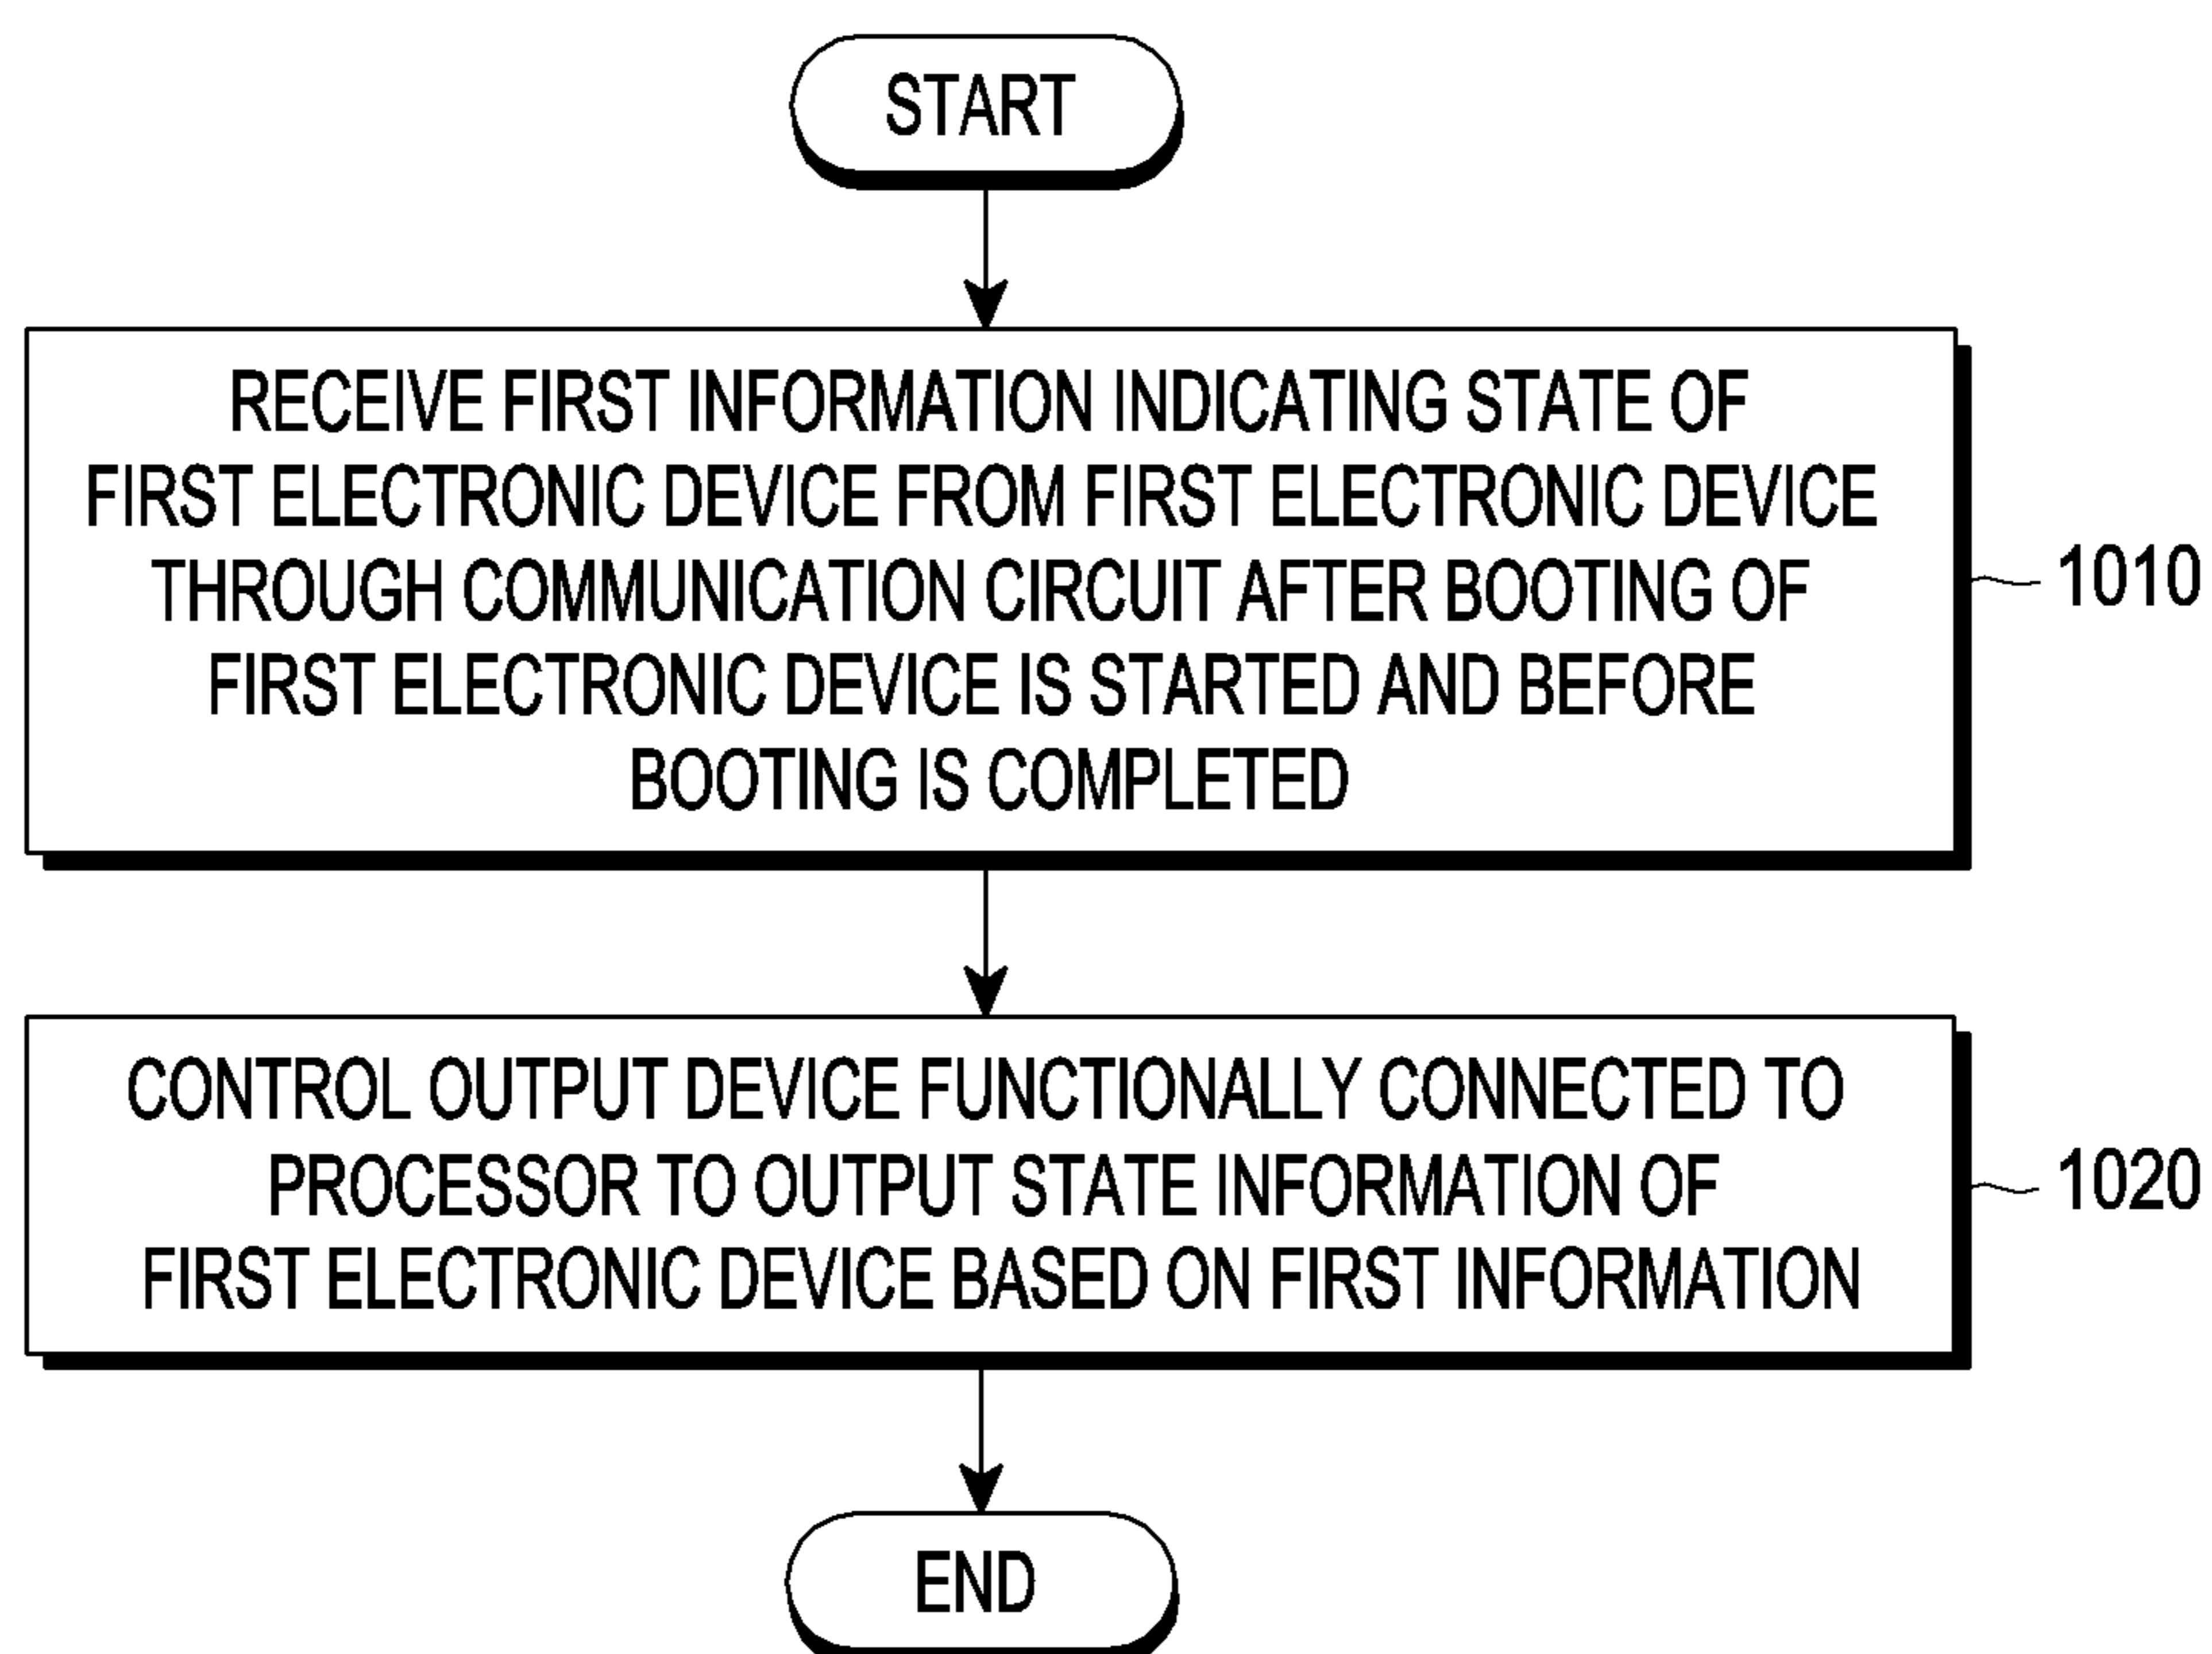 START
RECEIVE FIRST INFORMATION INDICATING STATE OF
FIRST ELECTRONIC DEVICE FROM FIRST ELECTRONIC DEVICE
THROUGH COMMUNICATION CIRCUIT AFTER BOOTING OF
FIRST ELECTRONIC DEVICE IS STARTED AND BEFORE
BOOTING IS COMPLETED
1010
CONTROL OUTPUT DEVICE FUNCTIONALLY CONNECTED TO
PROCESSOR TO OUTPUT STATE INFORMATION OF
FIRST ELECTRONIC DEVICE BASED ON FIRST INFORMATION
1020
END